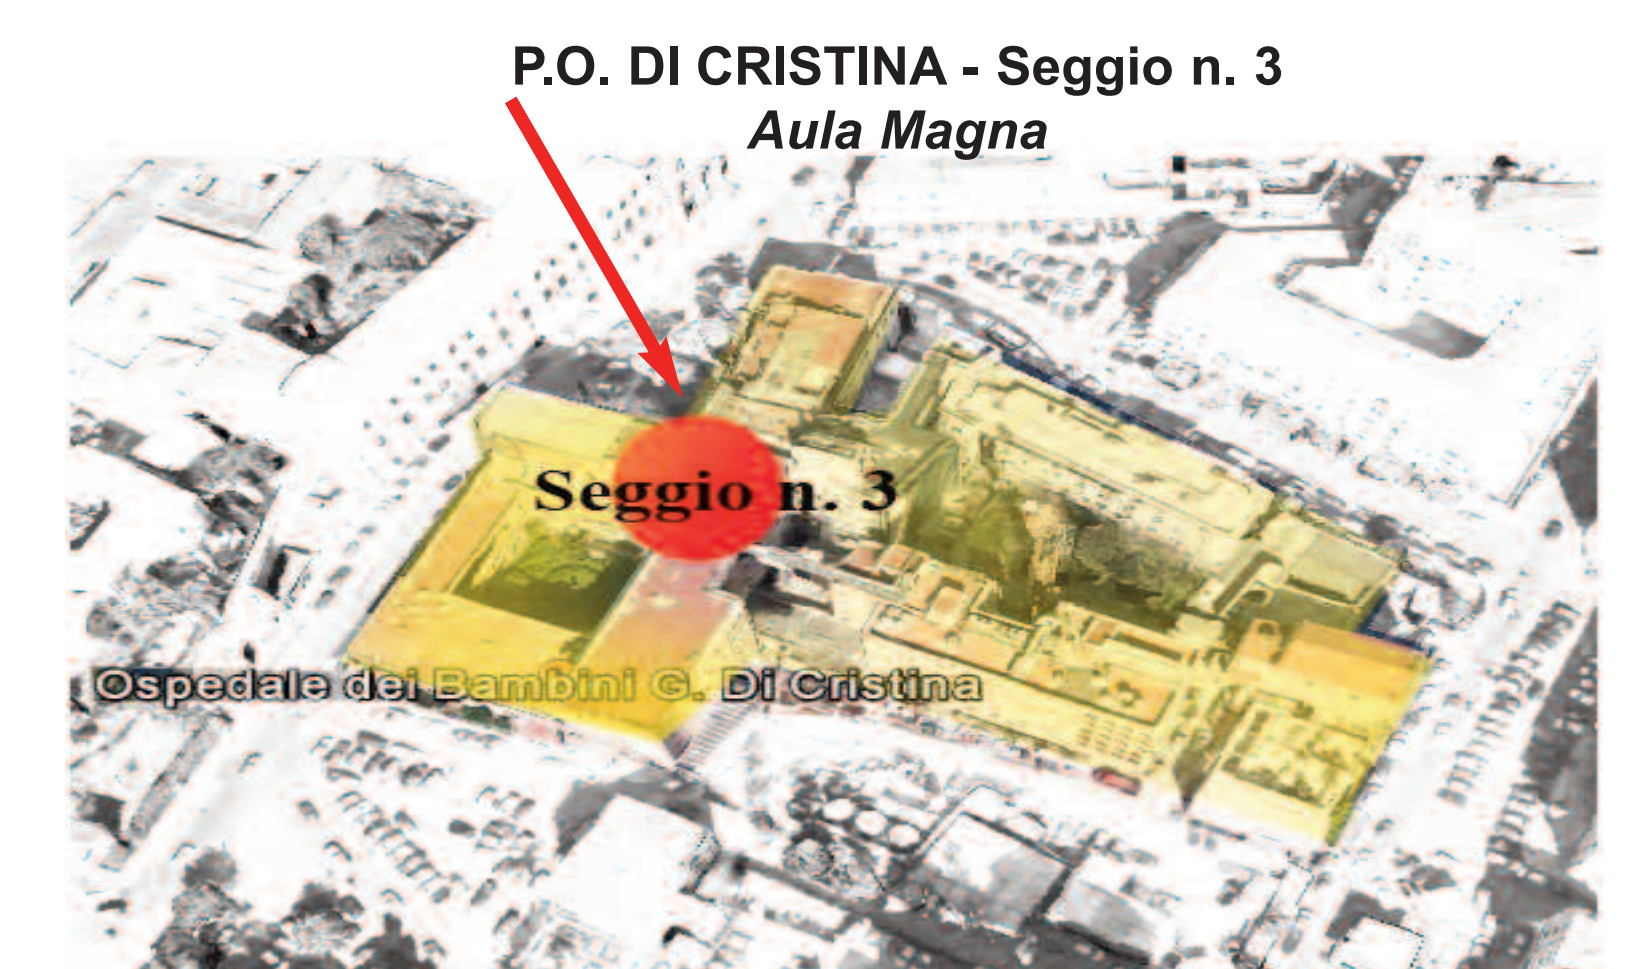 P.O. DI CRISTINA - Seggio n. 3
Aula Magna
Seggio n. 3
Ospedale dei Bambini G. Di Cristina